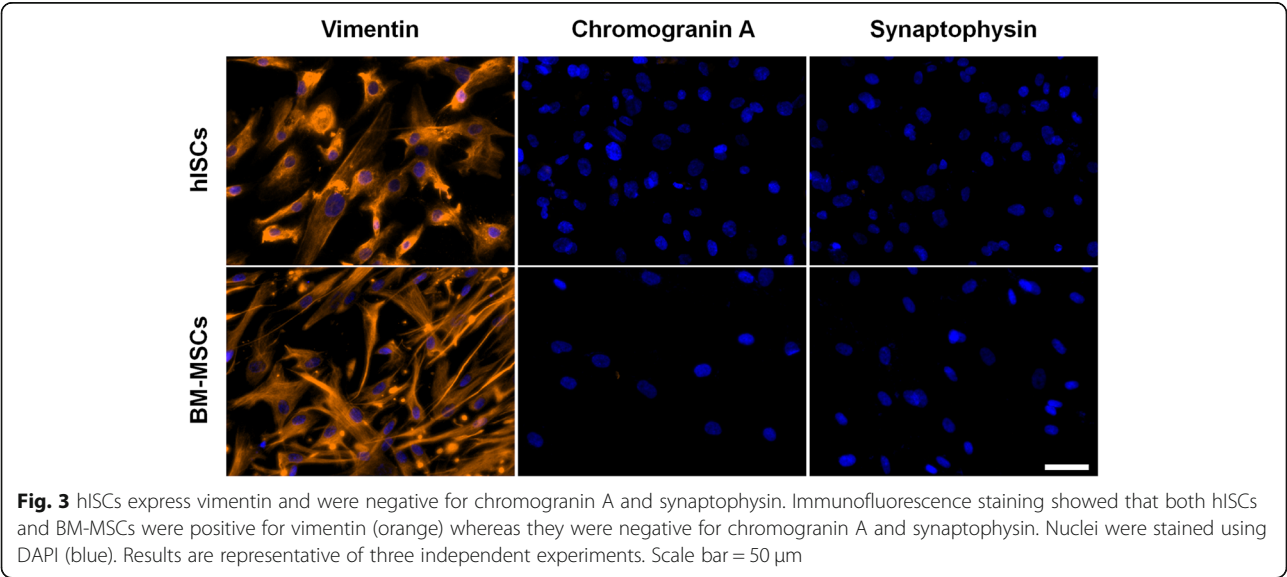 Vimentin Chromogranin A Synaptophysin
hISCs
BM-MSCs
Fig. 3 hISCs express vimentin and were negative for chromogranin A and synaptophysin. Immunofluorescence staining showed that both hISCs
and BM-MSCs were positive for vimentin (orange) whereas they were negative for chromogranin A and synaptophysin. Nuclei were stained using
DAPI (blue). Results are representative of three independent experiments. Scale bar = 50 μm